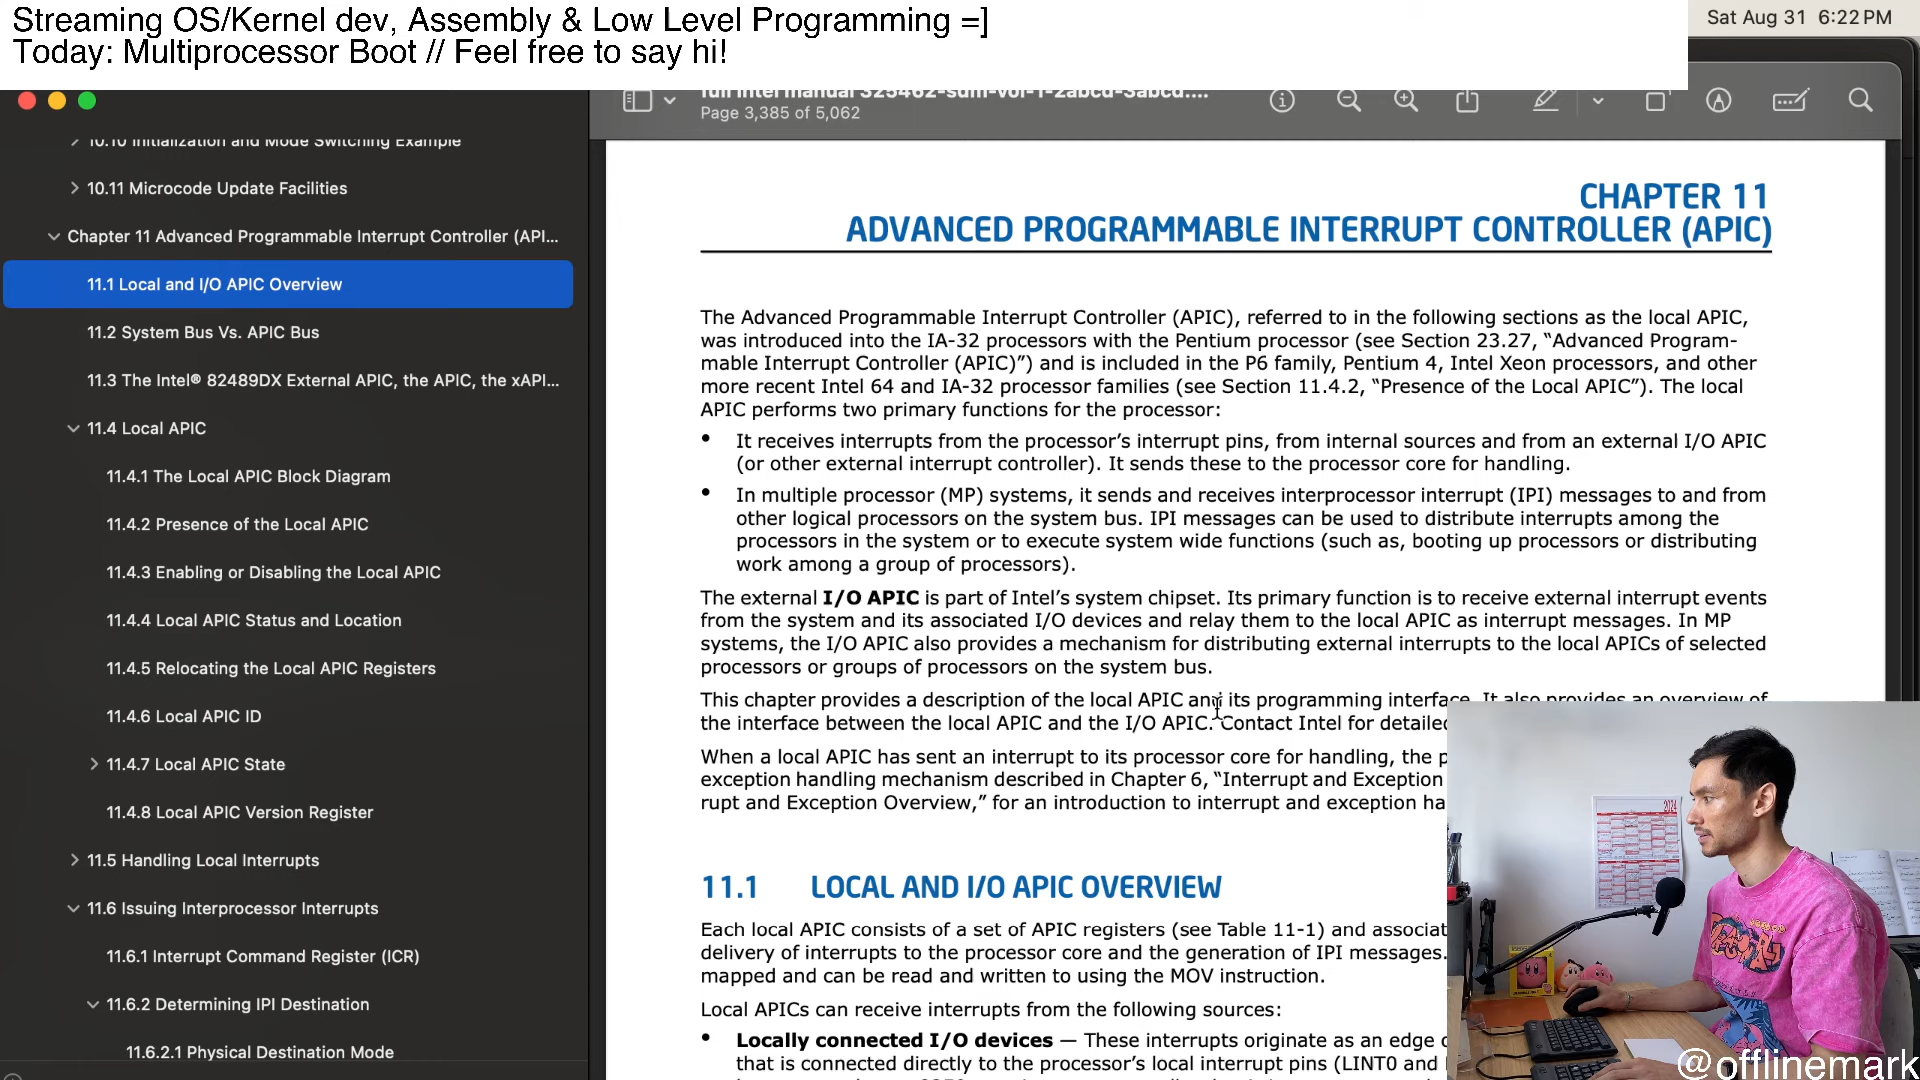 Streaming OS/Kernel dev, Assembly & Low Level Programming =]
Today: Multiprocessor Boot // Feel free to say hi!
Sat Aug 31 6:22 PM
full intel manual 325462-sdm-vol-1-2abcd-3abcd....
Page 3,385 of 5,062
10.10 Initialization and Mode Switching Example
10.11 Microcode Update Facilities
Chapter 11 Advanced Programmable Interrupt Controller (API...
11.1 Local and I/O APIC Overview
11.2 System Bus Vs. APIC Bus
11.3 The Intel® 82489DX External APIC, the APIC, the xAPI...
11.4 Local APIC
11.4.1 The Local APIC Block Diagram
11.4.2 Presence of the Local APIC
11.4.3 Enabling or Disabling the Local APIC
11.4.4 Local APIC Status and Location
11.4.5 Relocating the Local APIC Registers
11.4.6 Local APIC ID
11.4.7 Local APIC State
11.4.8 Local APIC Version Register
11.5 Handling Local Interrupts
11.6 Issuing Interprocessor Interrupts
11.6.1 Interrupt Command Register (ICR)
11.6.2 Determining IPI Destination
11.6.2.1 Physical Destination Mode
CHAPTER 11
ADVANCED PROGRAMMABLE INTERRUPT CONTROLLER (APIC)
The Advanced Programmable Interrupt Controller (APIC), referred to in the following sections as the local APIC,
was introduced into the IA-32 processors with the Pentium processor (see Section 23.27, “Advanced Program-
mable Interrupt Controller (APIC)”) and is included in the P6 family, Pentium 4, Intel Xeon processors, and other
more recent Intel 64 and IA-32 processor families (see Section 11.4.2, “Presence of the Local APIC”). The local
APIC performs two primary functions for the processor:
• It receives interrupts from the processor’s interrupt pins, from internal sources and from an external I/O APIC
(or other external interrupt controller). It sends these to the processor core for handling.
• In multiple processor (MP) systems, it sends and receives interprocessor interrupt (IPI) messages to and from
other logical processors on the system bus. IPI messages can be used to distribute interrupts among the
processors in the system or to execute system wide functions (such as, booting up processors or distributing
work among a group of processors).
The external I/O APIC is part of Intel’s system chipset. Its primary function is to receive external interrupt events
from the system and its associated I/O devices and relay them to the local APIC as interrupt messages. In MP
systems, the I/O APIC also provides a mechanism for distributing external interrupts to the local APICs of selected
processors or groups of processors on the system bus.
This chapter provides a description of the local APIC and its programming interface. It also provides an overview of
the interface between the local APIC and the I/O APIC. Contact Intel for detailed
When a local APIC has sent an interrupt to its processor core for handling, the p
exception handling mechanism described in Chapter 6, “Interrupt and Exception
rupt and Exception Overview,” for an introduction to interrupt and exception ha
11.1 LOCAL AND I/O APIC OVERVIEW
Each local APIC consists of a set of APIC registers (see Table 11-1) and associat
delivery of interrupts to the processor core and the generation of IPI messages.
mapped and can be read and written to using the MOV instruction.
Local APICs can receive interrupts from the following sources:
• Locally connected I/O devices — These interrupts originate as an edge o
that is connected directly to the processor’s local interrupt pins (LINT0 and
2024
@offlinemark